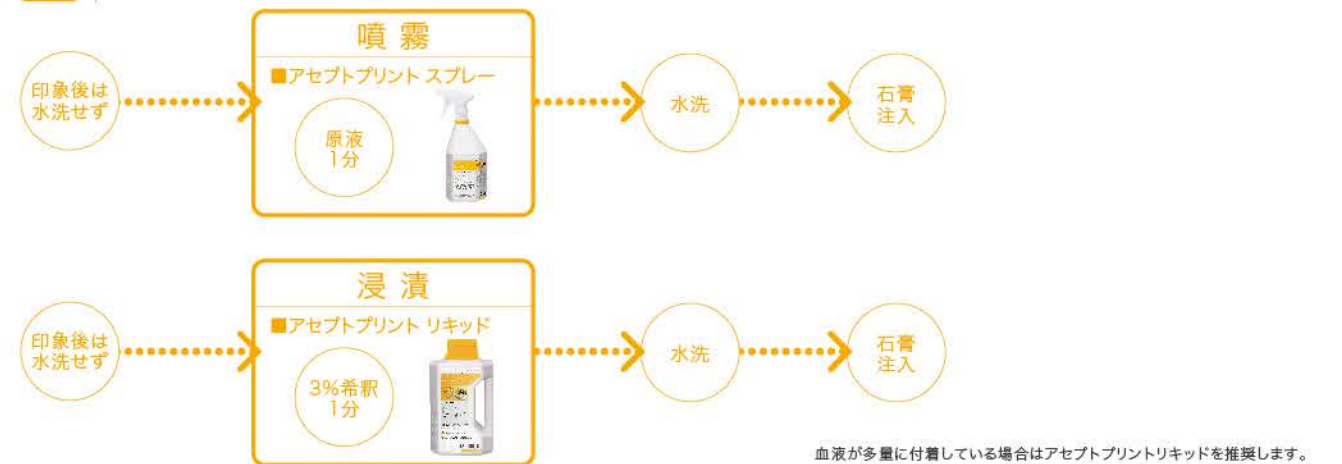 噴霧
■アセプトプリント スプレー
印象後は
水洗せず
原液
1分
水洗
石膏
注入
浸漬
■アセプトプリント リキッド
印象後は
水洗せず
3%希釈
1分
水洗
石膏
注入
血液が多量に付着している場合はアセプトプリントリキッドを推奨します。